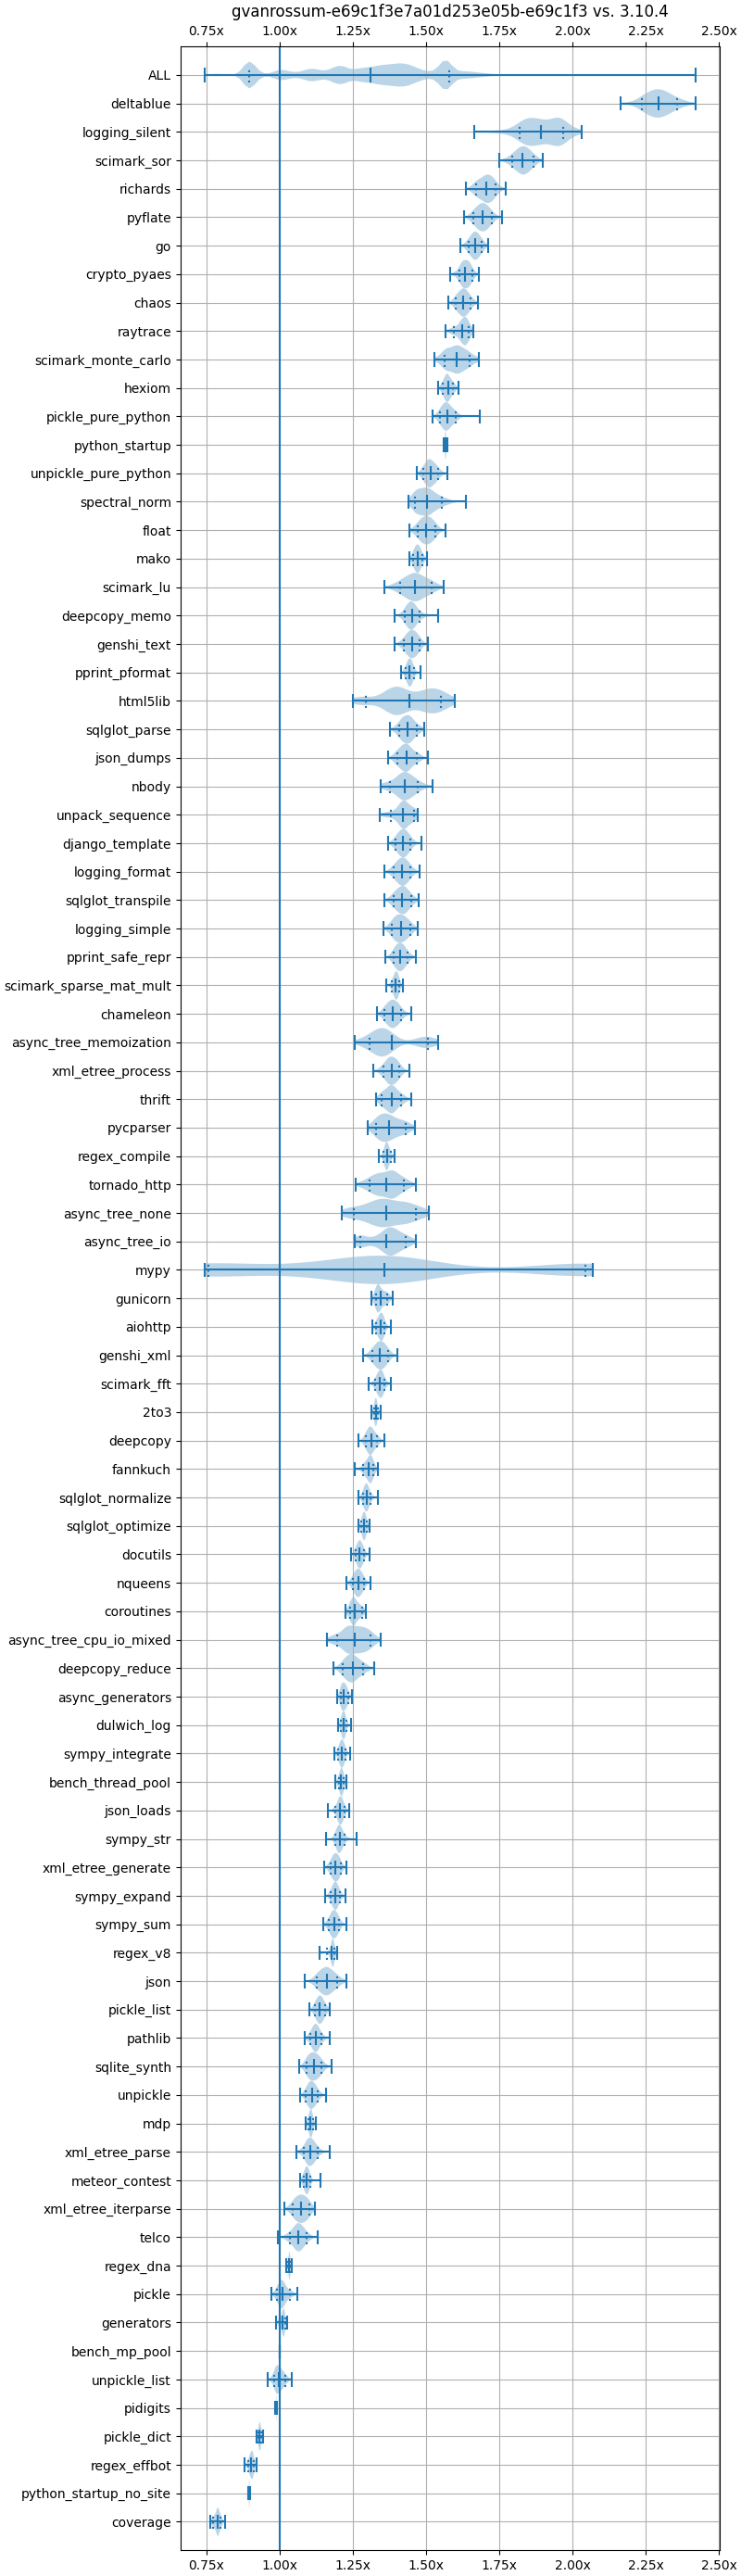 gvanrossum-e69c1f3e7a01d253e05b-e69c1f3 vs. 3.10.4
0.75x 1.00x 1.25x 1.50x 1.75x 2.00x 2.25x 2.50x
ALL
deltablue
logging_silent
scimark_sor
richards
pyflate
go
crypto_pyaes
chaos
raytrace
scimark_monte_carlo
hexiom
pickle_pure_python
python_startup
unpickle_pure_python
spectral_norm
float
mako
scimark_lu
deepcopy_memo
genshi_text
pprint_pformat
html5lib
sqlglot_parse
json_dumps
nbody
unpack_sequence
django_template
logging_format
sqlglot_transpile
logging_simple
pprint_safe_repr
scimark_sparse_mat_mult
chameleon
async_tree_memoization
xml_etree_process
thrift
pycparser
regex_compile
tornado_http
async_tree_none
async_tree_io
mypy
gunicorn
aiohttp
genshi_xml
scimark_fft
2to3
deepcopy
fannkuch
sqlglot_normalize
sqlglot_optimize
docutils
nqueens
coroutines
async_tree_cpu_io_mixed
deepcopy_reduce
async_generators
dulwich_log
sympy_integrate
bench_thread_pool
json_loads
sympy_str
xml_etree_generate
sympy_expand
sympy_sum
regex_v8
json
pickle_list
pathlib
sqlite_synth
unpickle
mdp
xml_etree_parse
meteor_contest
xml_etree_iterparse
telco
regex_dna
pickle
generators
bench_mp_pool
unpickle_list
pidigits
pickle_dict
regex_effbot
python_startup_no_site
coverage
0.75x 1.00x 1.25x 1.50x 1.75x 2.00x 2.25x 2.50x